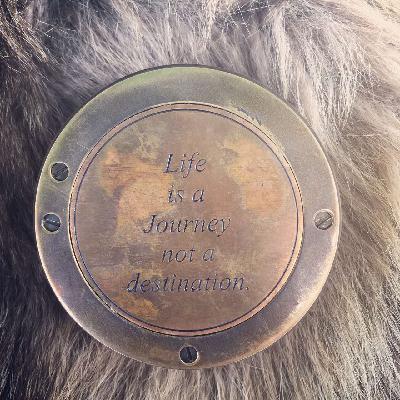 Life
is a
Journey
not a
destination.